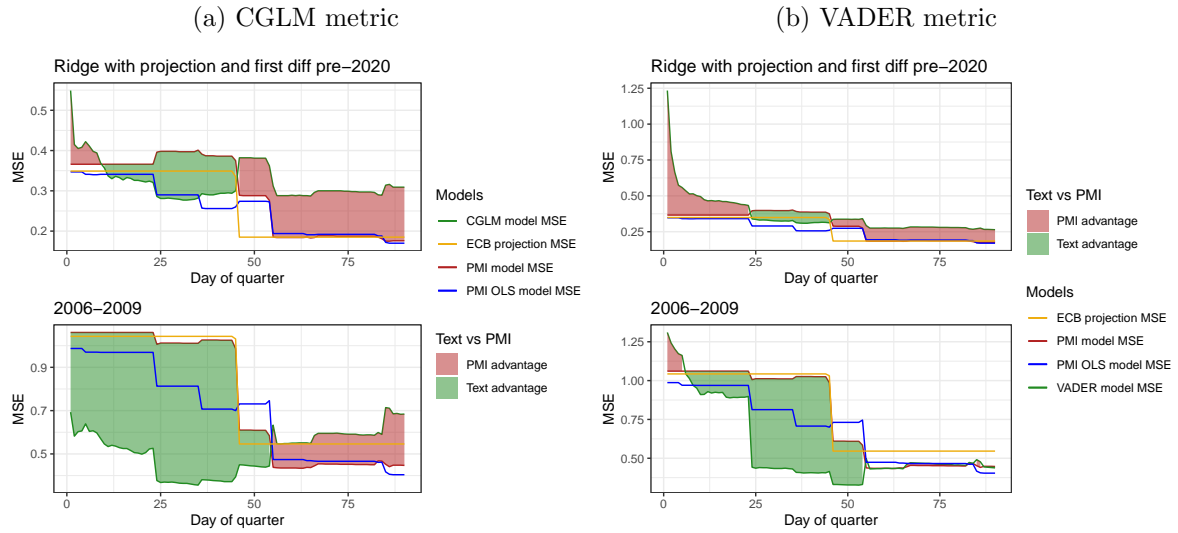 (a) CGLM metric
Ridge with projection and first diff pre−2020
MSE
0.5
0.4
0.3
0.2
0
25
50
75
Day of quarter
2006−2009
MSE
0.9
0.7
0.5
0
25
50
75
Day of quarter
Models
CGLM model MSE
ECB projection MSE
PMI model MSE
PMI OLS model MSE
Text vs PMI
PMI advantage
Text advantage
(b) VADER metric
Ridge with projection and first diff pre−2020
MSE
1.25
1.00
0.75
0.50
0.25
0
25
50
75
Day of quarter
2006−2009
MSE
1.25
1.00
0.75
0.50
0
25
50
75
Day of quarter
Text vs PMI
PMI advantage
Text advantage
Models
ECB projection MSE
PMI model MSE
PMI OLS model MSE
VADER model MSE